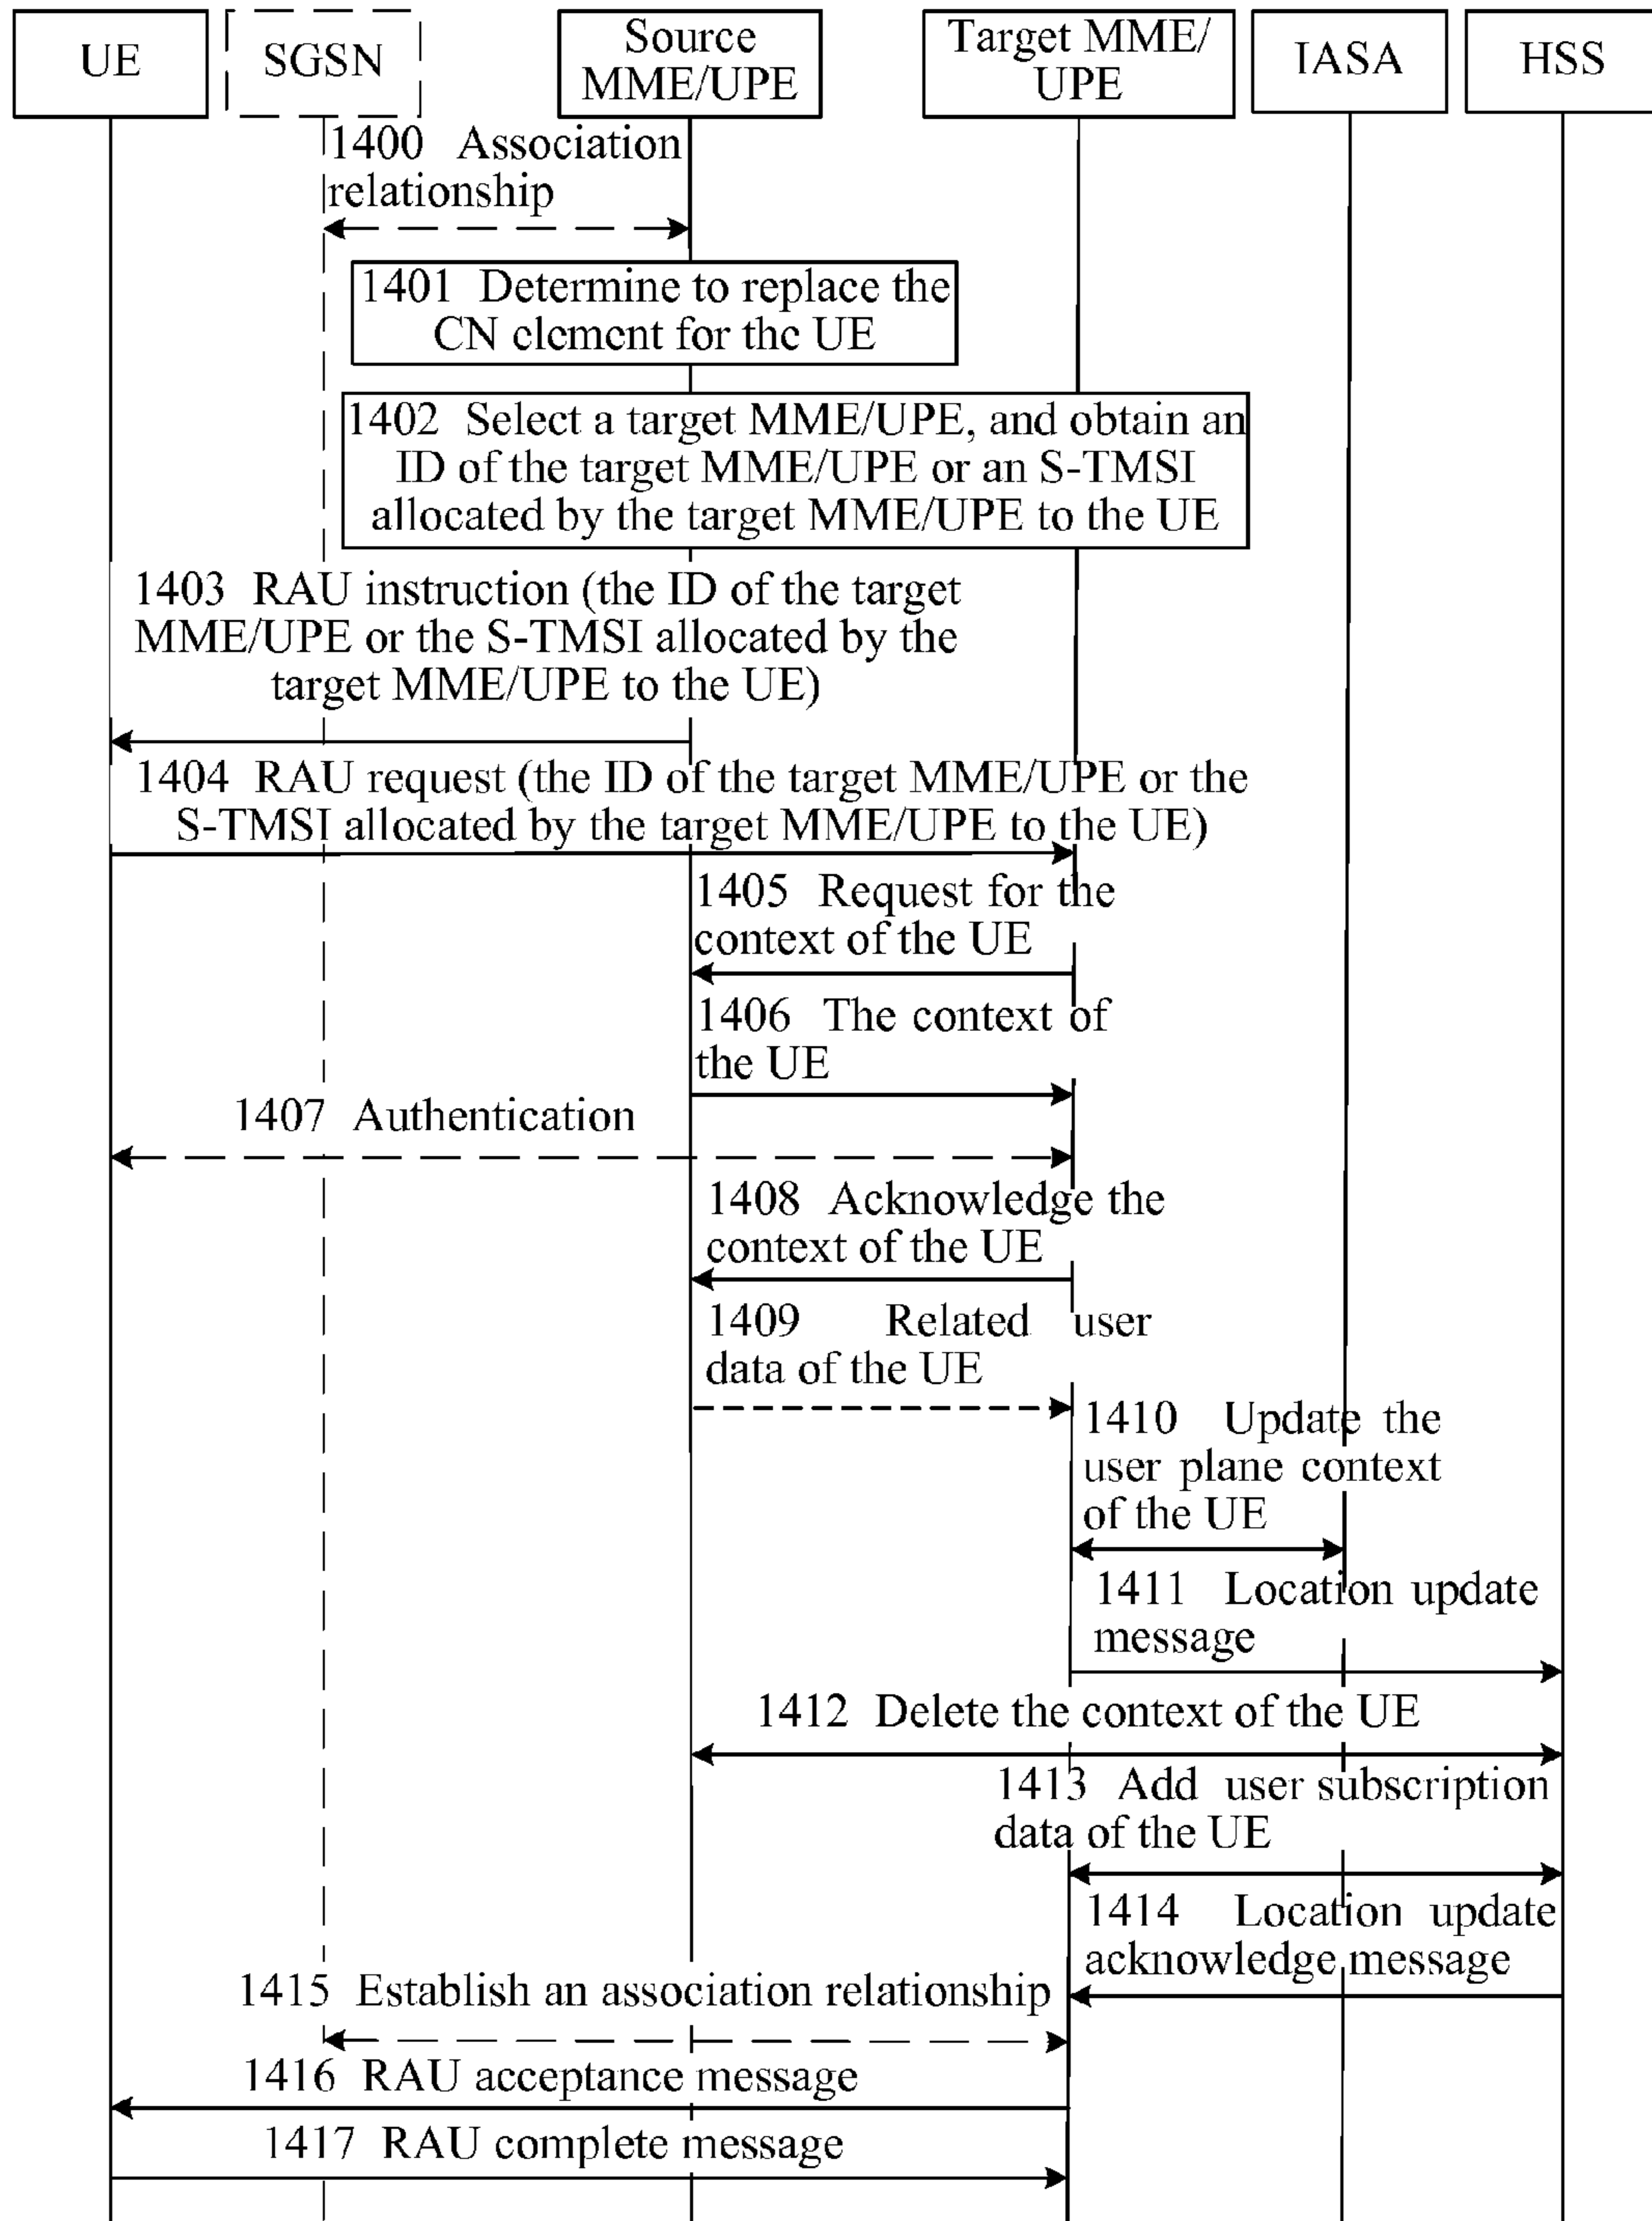 UE
SGSN
Source
MME/UPE
Target MME/
UPE
IASA
HSS
1400 Association
relationship
1401 Determine to replace the
CN element for the UE
1402 Select a target MME/UPE, and obtain an
ID of the target MME/UPE or an S-TMSI
allocated by the target MME/UPE to the UE
1403 RAU instruction (the ID of the target
MME/UPE or the S-TMSI allocated by the
target MME/UPE to the UE)
1404 RAU request (the ID of the target MME/UPE or the
S-TMSI allocated by the target MME/UPE to the UE)
1405 Request for the
context of the UE
1406 The context of
the UE
1407 Authentication
1408 Acknowledge the
context of the UE
1409 Related user
data of the UE
1410 Update the
user plane context
of the UE
1411 Location update
message
1412 Delete the context of the UE
1413 Add user subscription
data of the UE
1414 Location update
acknowledge message
1415 Establish an association relationship
1416 RAU acceptance message
1417 RAU complete message